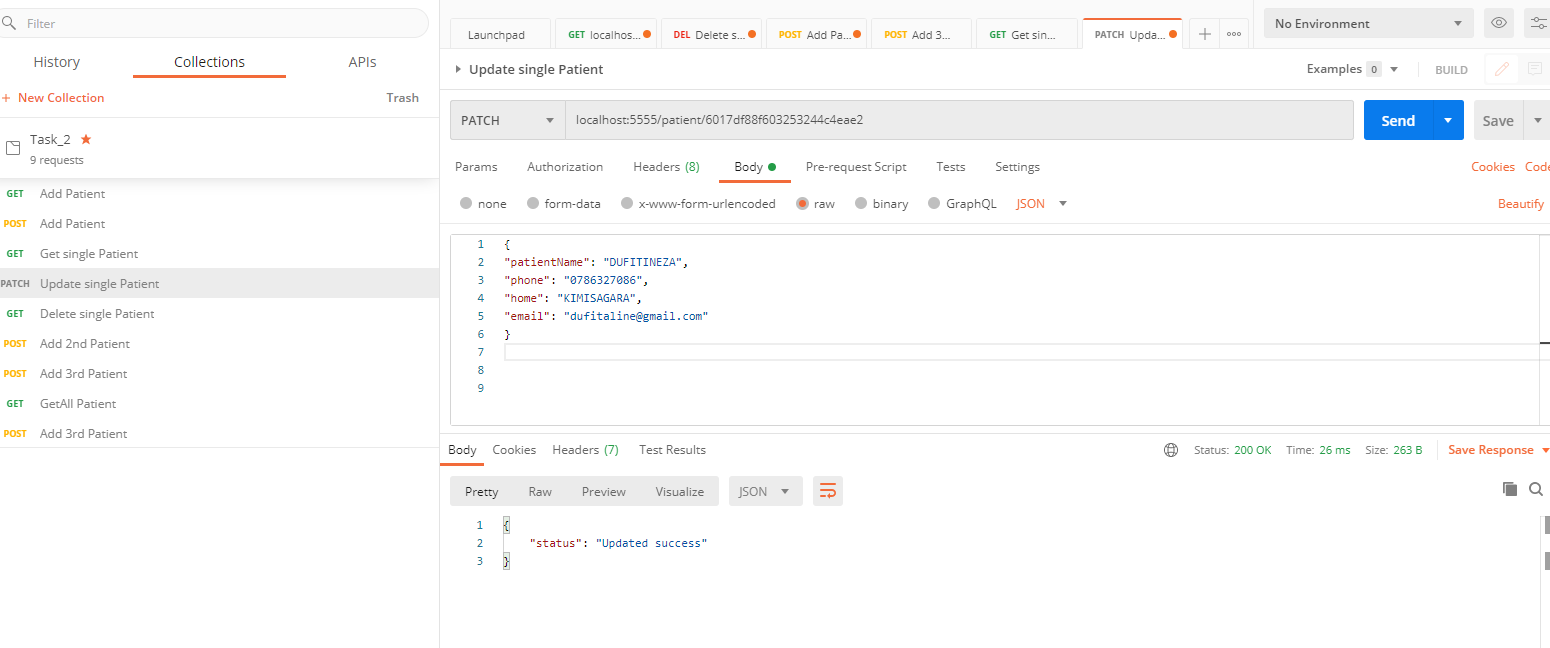 Filter
History Collections APIs
+ New Collection Trash
Task_2
9 requests
GET Add Patient
POST Add Patient
GET Get single Patient
PATCH Update single Patient
GET Delete single Patient
POST Add 2nd Patient
POST Add 3rd Patient
GET GetAll Patient
POST Add 3rd Patient
Launchpad GET localhos... DEL Delete s... POST Add Pa... POST Add 3... GET Get sin... PATCH Upda... No Environment
Update single Patient Examples 0 BUILD
PATCH localhost:5555/patient/6017df88f603253244c4eae2 Send Save
Params Authorization Headers (8) Body Pre-request Script Tests Settings Cookies Code
none form-data x-www-form-urlencoded raw binary GraphQL JSON Beautify
1 {
2 "patientName": "DUFITINEZA",
3 "phone": "0786327086",
4 "home": "KIMISAGARA",
5 "email": "dufitaline@gmail.com"
6 }
7
8
9
Body Cookies Headers (7) Test Results Status: 200 OK Time: 26 ms Size: 263 B Save Response
Pretty Raw Preview Visualize JSON
1 {
2 "status": "Updated success"
3 }